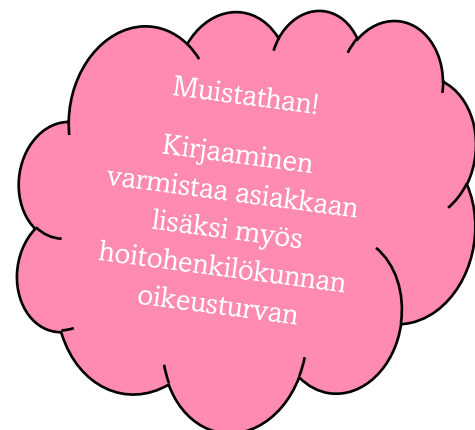 Muistathan!
Kirjaaminen
varmistaa asiakkaan
lisäksi myös
hoitohenkilökunnan
oikeusturvan